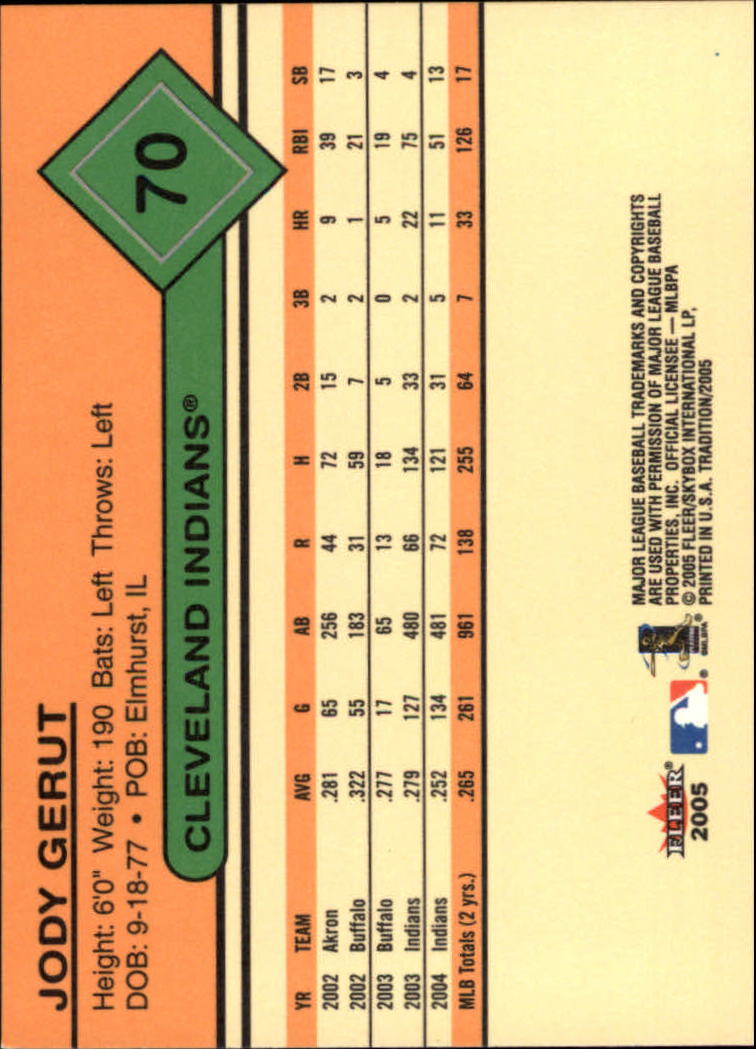 JODY GERUT
Height: 6'0" Weight: 190 Bats: Left Throws: Left
DOB: 9-18-77 • POB: Elmhurst, IL
CLEVELAND INDIANS®
70
YR TEAM AVG G AB R H 2B 3B HR RBI SB
2002 Akron .281 65 256 44 72 15 2 9 39 17
2002 Buffalo .322 55 183 31 59 7 2 1 21 3
2003 Buffalo .277 17 65 13 18 5 0 5 19 4
2003 Indians .279 127 480 66 134 33 2 22 75 4
2004 Indians .252 134 481 72 121 31 5 11 51 13
MLB Totals (2 yrs.) .265 261 961 138 255 64 7 33 126 17
FLEER®
2005
®
MAJOR LEAGUE BASEBALL TRADEMARKS AND COPYRIGHTS
ARE USED WITH PERMISSION OF MAJOR LEAGUE BASEBALL
PROPERTIES, INC. OFFICIAL LICENSEE — MLBPA
© 2005 FLEER/SKYBOX INTERNATIONAL LP,
PRINTED IN U.S.A. TRADITION/2005